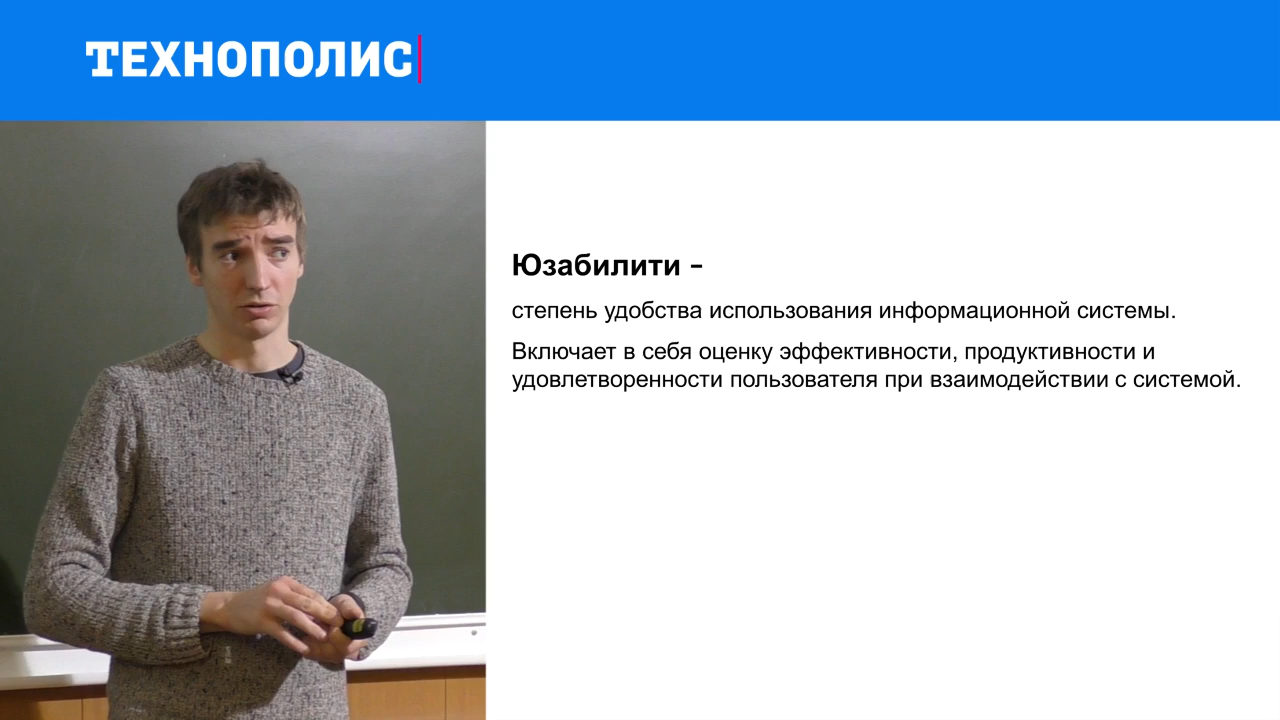 ТЕХНОПОЛИС
Юзабилити –
степень удобства использования информационной системы.
Включает в себя оценку эффективности, продуктивности и
удовлетворенности пользователя при взаимодействии с системой.